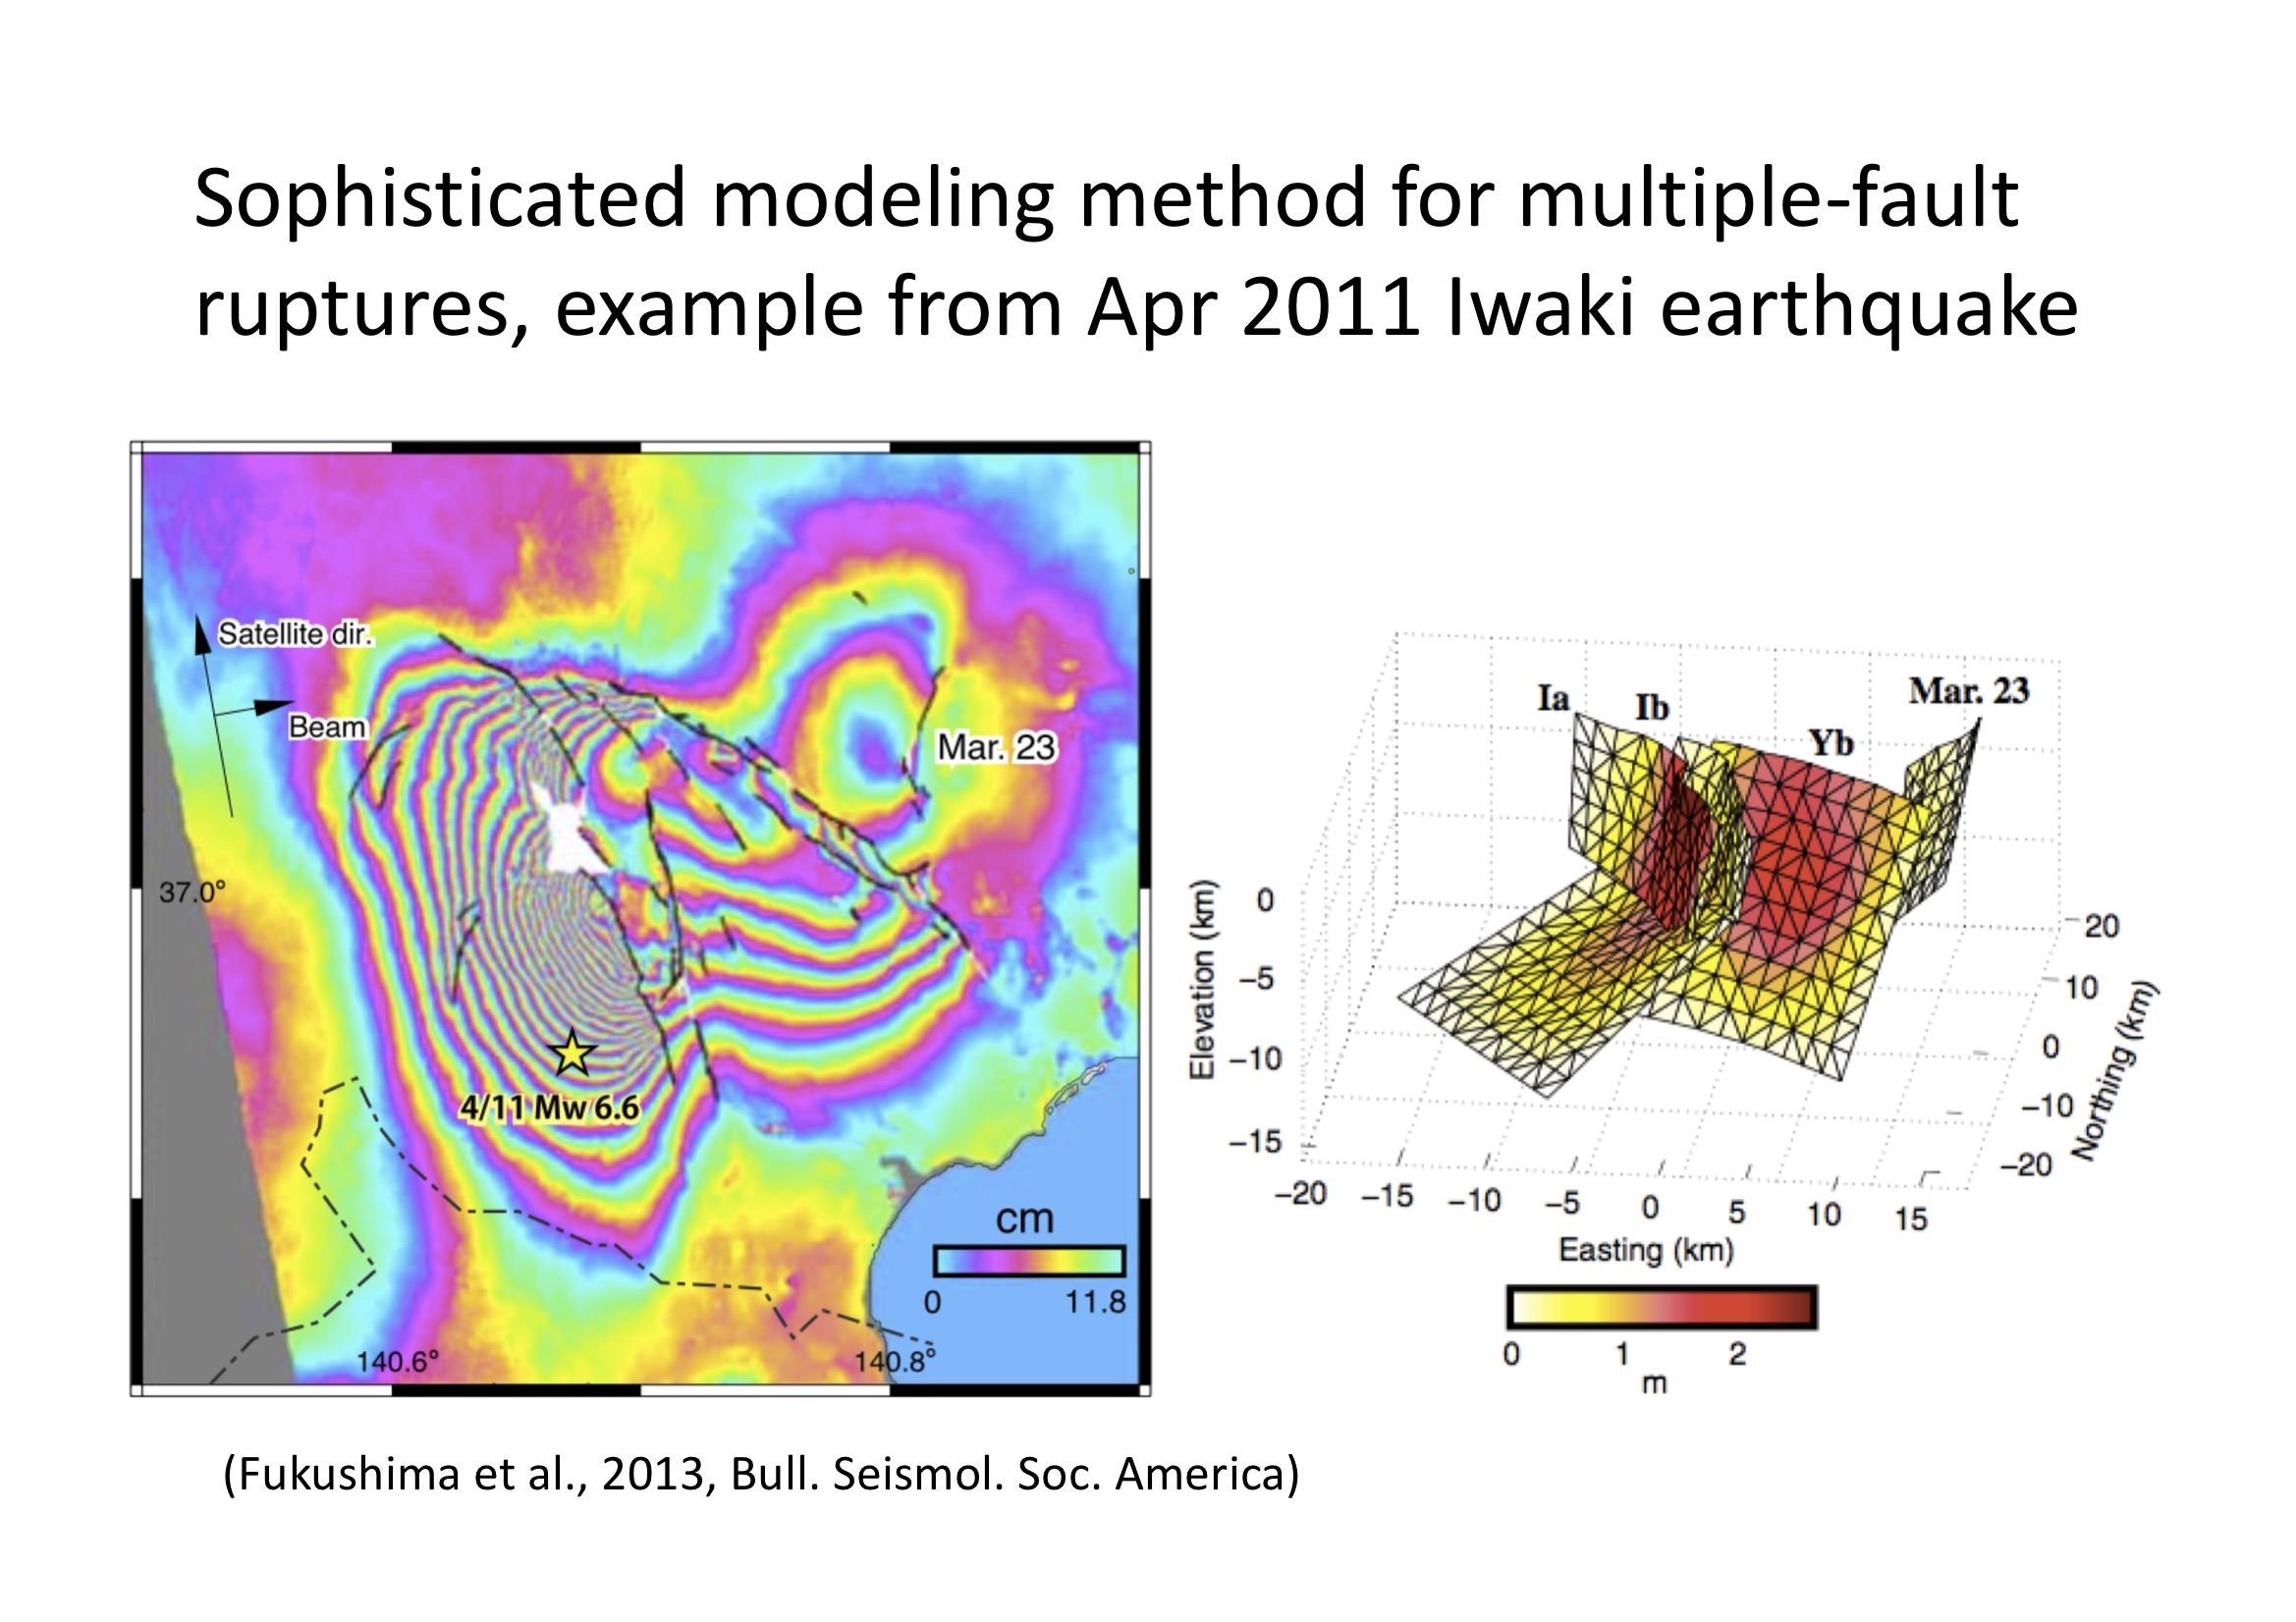 Sophisticated modeling method for multiple-fault
ruptures, example from Apr 2011 Iwaki earthquake
Satellite dir.
Beam
Mar. 23
37.0°
4/11 Mw 6.6
cm
0 11.8
140.6° 140.8°
Ia Ib Yb Mar. 23
Elevation (km)
0
−5
−10
−15
−20 −15 −10 −5 0 5 10 15
Easting (km)
20
10
0
−10
−20
Northing (km)
0 1 2
m
(Fukushima et al., 2013, Bull. Seismol. Soc. America)